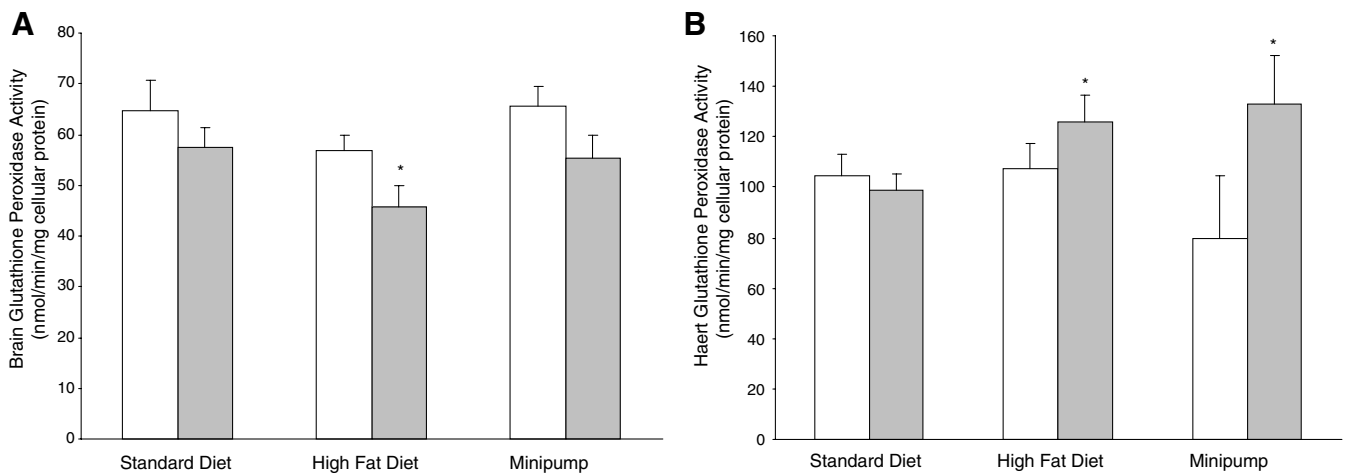 A
Brain Glutathione Peroxidase Activity
(nmol/min/mg cellular protein)
80
70
60
50
40
30
20
10
0
*
Standard Diet
High Fat Diet
Minipump
B
Haert Glutathione Peroxidase Activity
(nmol/min/mg cellular protein)
160
140
120
100
80
60
40
20
0
*
*
Standard Diet
High Fat Diet
Minipump